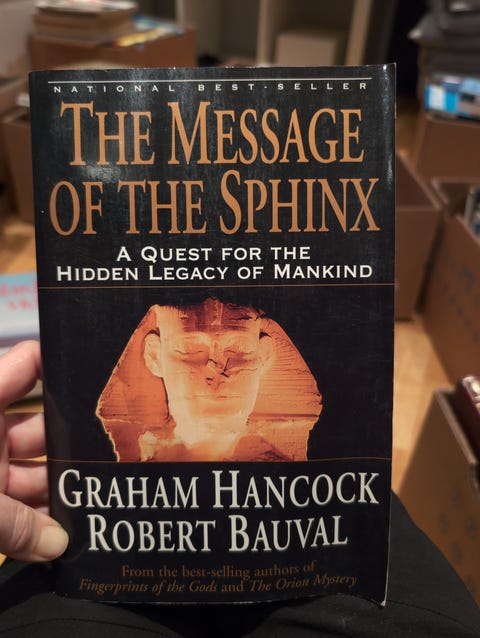 NATIONAL BEST-SELLER
THE MESSAGE
OF THE SPHINX
A QUEST FOR THE
HIDDEN LEGACY OF MANKIND
GRAHAM HANCOCK
ROBERT BAUVAL
From the best-selling authors of
Fingerprints of the Gods and The Orion Mystery